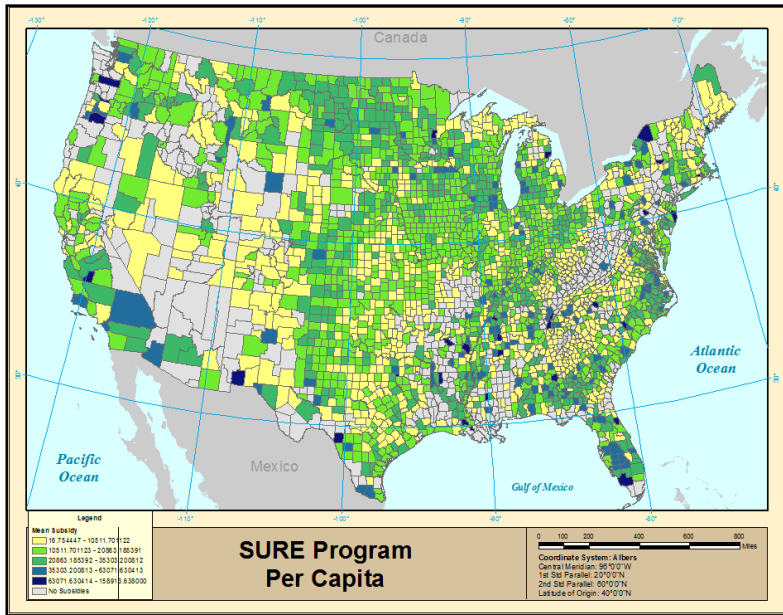 -130°
-120°
-110°
-100°
-90°
-80°
-70°
Canada
40°
40°
30°
30°
Atlantic
Ocean
Pacific
Ocean
Mexico
Gulf of Mexico
-110°
-100°
-90°
-80°
Legend
Mean Subsidy
16.754447 - 10511.701122
10511.701123 - 20863.185391
20863.185392 - 35303.200812
35303.200813 - 63071.630413
63071.630414 - 158913.638000
No Subsidies
SURE Program
Per Capita
0 100 200 400 600 800
Miles
Coordinate System: Albers
Central Meridian: 96°0'0"N
1st Std Parallel: 20°0'0"N
2nd Std Parallel: 60°0'0"N
Latitude of Origin: 40°0'0"N